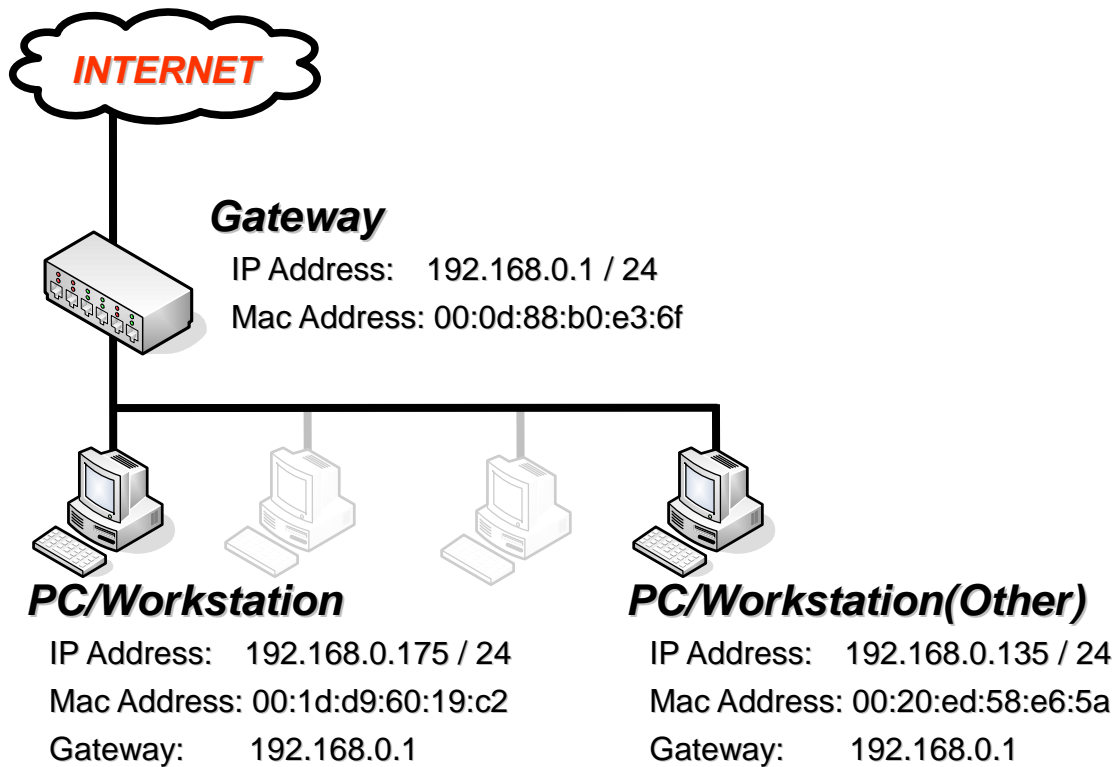 INTERNET
Gateway
IP Address: 192.168.0.1 / 24
Mac Address: 00:0d:88:b0:e3:6f
PC/Workstation
IP Address: 192.168.0.175 / 24
Mac Address: 00:1d:d9:60:19:c2
Gateway: 192.168.0.1
PC/Workstation(Other)
IP Address: 192.168.0.135 / 24
Mac Address: 00:20:ed:58:e6:5a
Gateway: 192.168.0.1